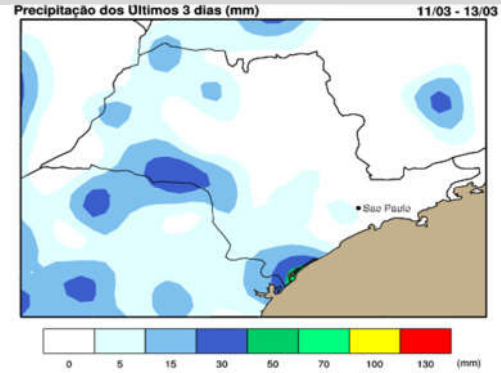 Precipitação dos Últimos 3 dias (mm) 11/03 - 13/03
Sao Paulo
0 5 15 30 50 70 100 130 (mm)